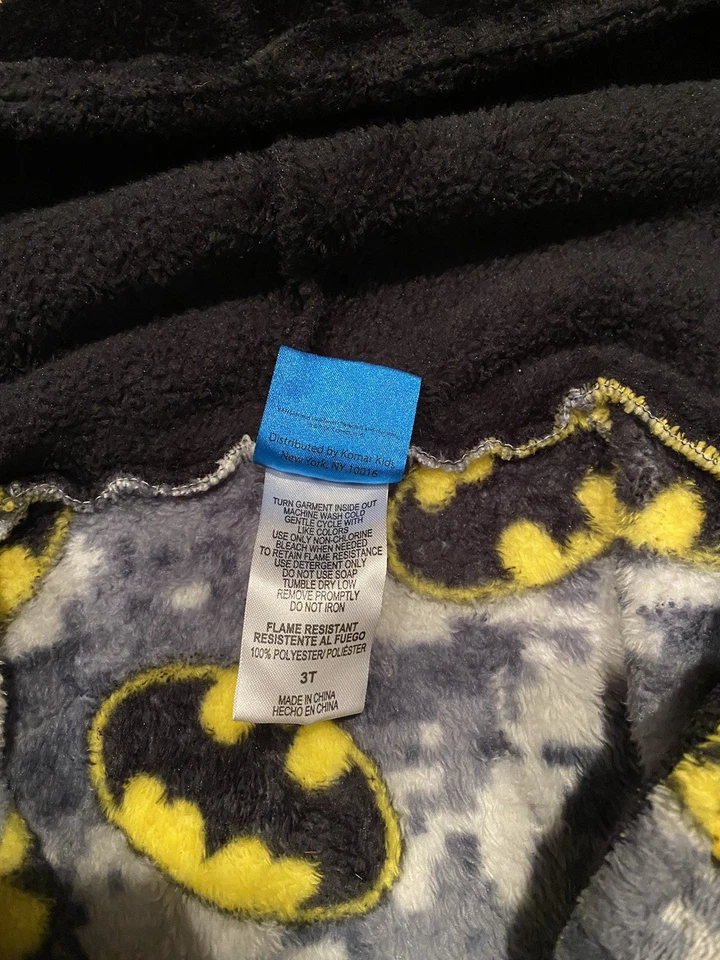 Distributed by Komar Kids
New York, NY 10016
TURN GARMENT INSIDE OUT
MACHINE WASH COLD
GENTLE CYCLE WITH
LIKE COLORS
USE ONLY NON-CHLORINE
BLEACH WHEN NEEDED
TO RETAIN FLAME RESISTANCE
USE DETERGENT ONLY
DO NOT USE SOAP
TUMBLE DRY LOW
REMOVE PROMPTLY
DO NOT IRON
FLAME RESISTANT
RESISTENTE AL FUEGO
100% POLYESTER/ POLIÉSTER
3T
MADE IN CHINA
HECHO EN CHINA